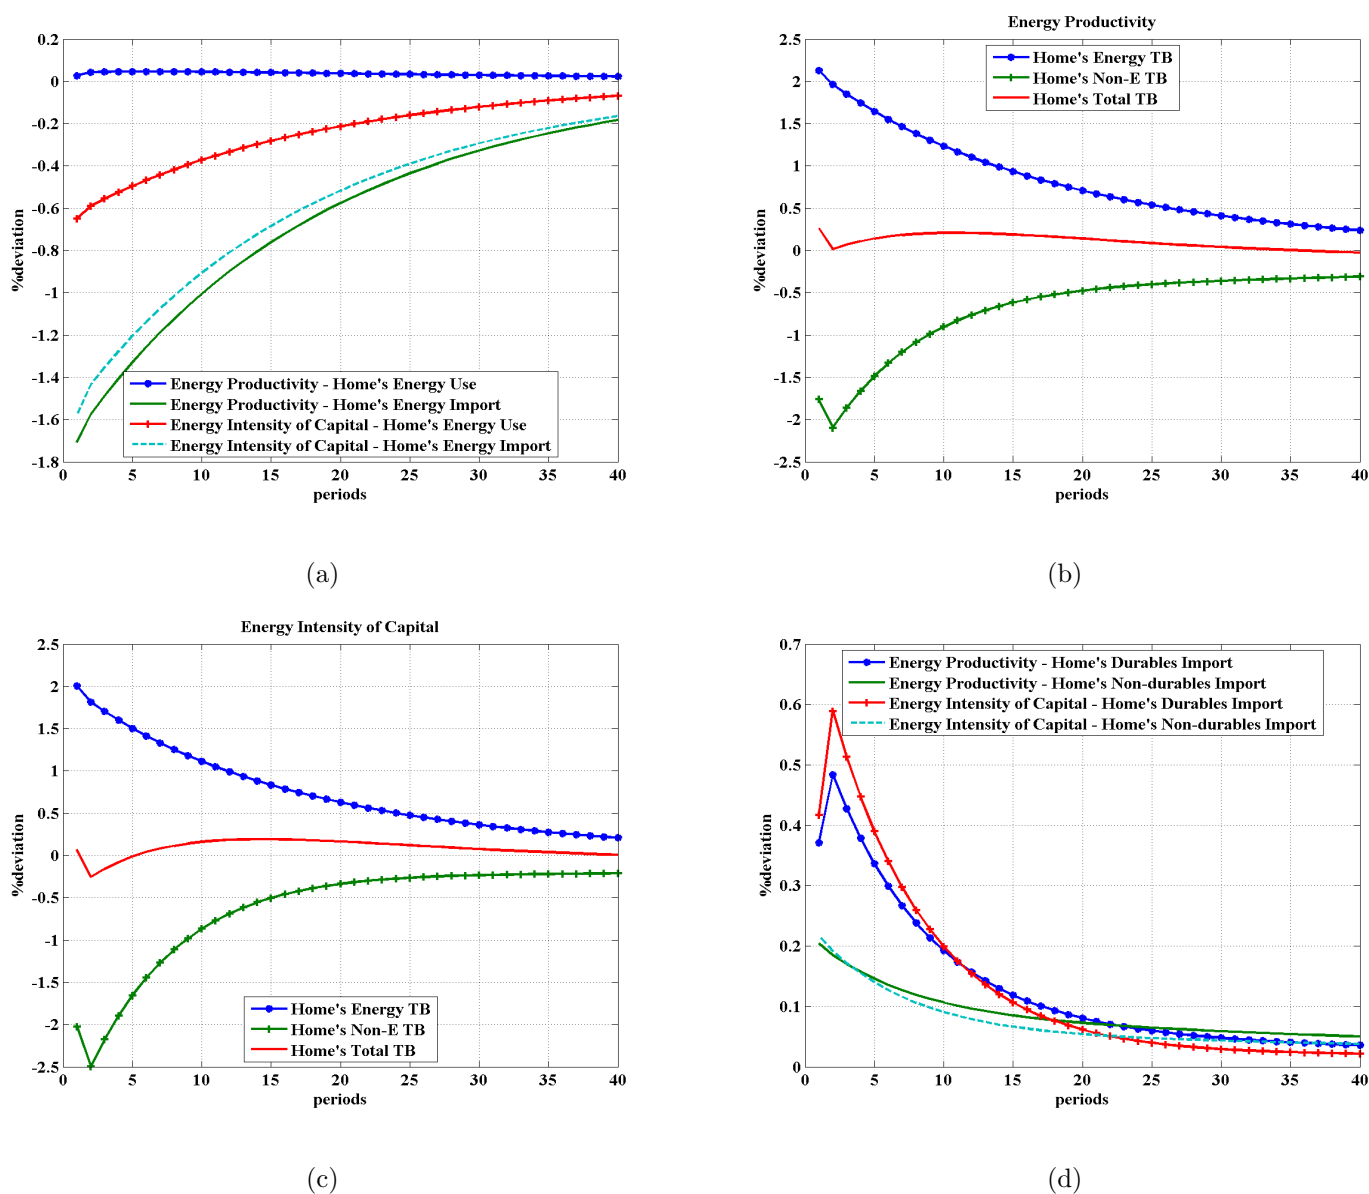 0.2
0
-0.2
-0.4
-0.6
-0.8
-1
-1.2
-1.4
-1.6
-1.8
%deviation
Energy Productivity - Home's Energy Use
Energy Productivity - Home's Energy Import
Energy Intensity of Capital - Home's Energy Use
Energy Intensity of Capital - Home's Energy Import
0 5 10 15 20 25 30 35 40
periods
(a)
Energy Productivity
2.5
2
1.5
1
0.5
0
-0.5
-1
-1.5
-2
-2.5
%deviation
Home's Energy TB
Home's Non-E TB
Home's Total TB
0 5 10 15 20 25 30 35 40
periods
(b)
Energy Intensity of Capital
2.5
2
1.5
1
0.5
0
-0.5
-1
-1.5
-2
-2.5
%deviation
Home's Energy TB
Home's Non-E TB
Home's Total TB
0 5 10 15 20 25 30 35 40
periods
(c)
0.7
0.6
0.5
0.4
0.3
0.2
0.1
0
%deviation
Energy Productivity - Home's Durables Import
Energy Productivity - Home's Non-durables Import
Energy Intensity of Capital - Home's Durables Import
Energy Intensity of Capital - Home's Non-durables Import
0 5 10 15 20 25 30 35 40
periods
(d)